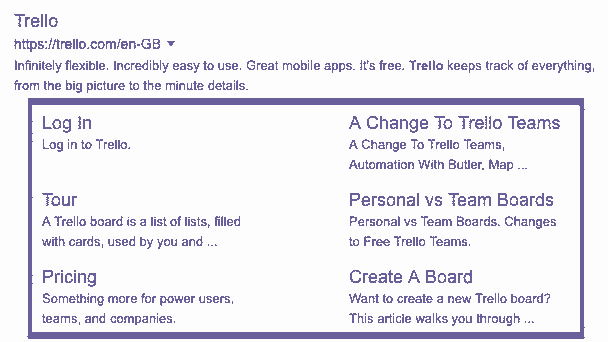 Trello
https://trello.com/en-GB ▼
Infinitely flexible. Incredibly easy to use. Great mobile apps. It's free. Trello keeps track of everything,
from the big picture to the minute details.
Log In
Log in to Trello.
Tour
A Trello board is a list of lists, filled
with cards, used by you and ...
Pricing
Something more for power users,
teams, and companies.
A Change To Trello Teams
A Change To Trello Teams,
Automation With Butler, Map ...
Personal vs Team Boards
Personal vs Team Boards. Changes
to Free Trello Teams.
Create A Board
Want to create a new Trello board?
This article walks you through ...